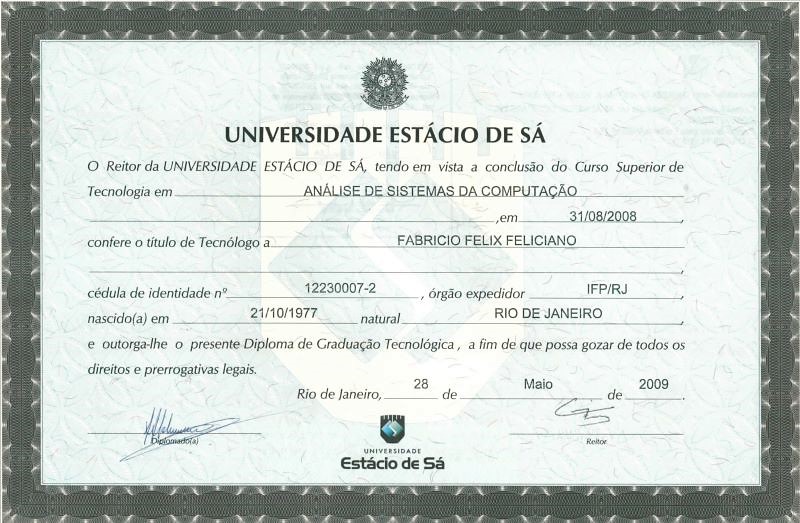 UNIVERSIDADE ESTÁCIO DE SÁ
O Reitor da UNIVERSIDADE ESTÁCIO DE SÁ, tendo em vista a conclusão do Curso Superior de
Tecnologia em ANÁLISE DE SISTEMAS DA COMPUTAÇÃO
, em 31/08/2008 ,
confere o título de Tecnólogo a FABRICIO FELIX FELICIANO
,
cédula de identidade nº 12230007-2 , órgão expedidor IFP/RJ ,
nascido(a) em 21/10/1977 natural RIO DE JANEIRO ,
e outorga-lhe o presente Diploma de Graduação Tecnológica , a fim de que possa gozar de todos os
direitos e prerrogativas legais.
Rio de Janeiro, 28 de Maio de 2009 .
Diplomado(a)
Reitor
UNIVERSIDADE
Estácio de Sá